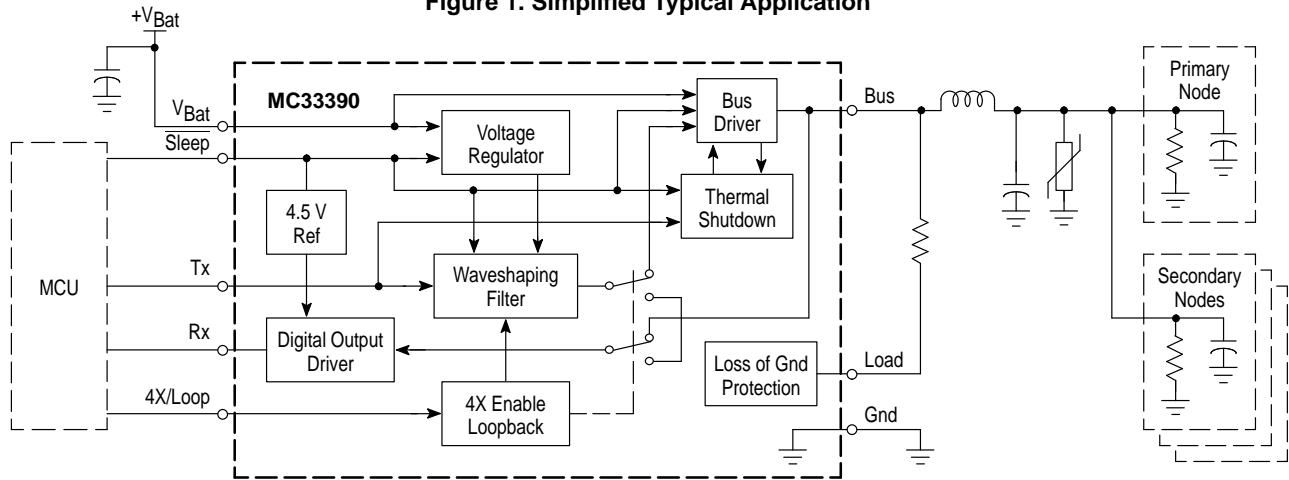 Figure 1. Simplified Typical Application
+VBat
Primary
Node
MC33390
Bus
Driver
Bus
VBat
Voltage
Regulator
Sleep
Thermal
Shutdown
4.5 V
Ref
MCU
Tx
Waveshaping
Filter
Secondary
Nodes
Rx
Digital Output
Driver
Loss of Gnd
Protection
Load
4X/Loop
4X Enable
Loopback
Gnd